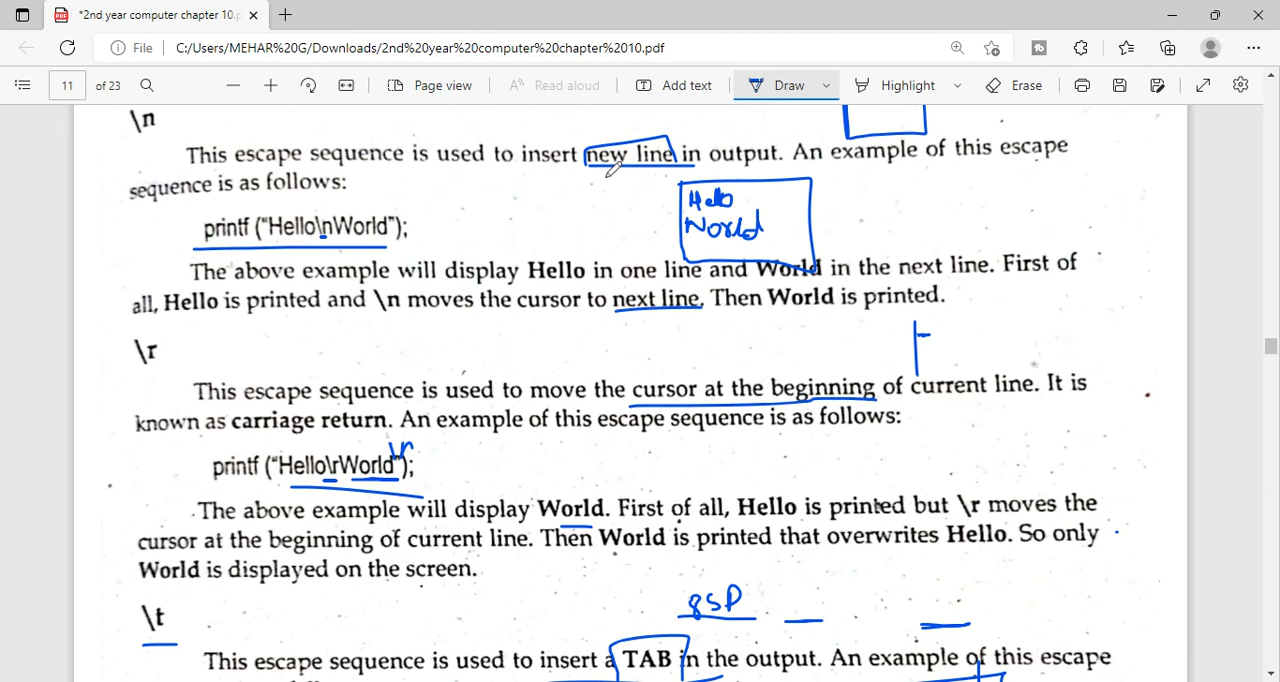 *2nd year computer chapter 10.
File C:/Users/MEHAR%20G/Downloads/2nd%20year%20computer%20chapter%2010.pdf
11 of 23 Page view Read aloud Add text Draw Highlight Erase
\n
This escape sequence is used to insert new line in output. An example of this escape
sequence is as follows:
Hello
printf ("Hello\nWorld");
World
The above example will display Hello in one line and World in the next line. First of
all, Hello is printed and \n moves the cursor to next line. Then World is printed.
\r
This escape sequence is used to move the cursor at the beginning of current line. It is
known as carriage return. An example of this escape sequence is as follows:
\r
printf ("Hello\rWorld");
The above example will display World. First of all, Hello is printed but \r moves the
cursor at the beginning of current line. Then World is printed that overwrites Hello. So only
World is displayed on the screen.
8SP
\t
This escape sequence is used to insert a TAB in the output. An example of this escape